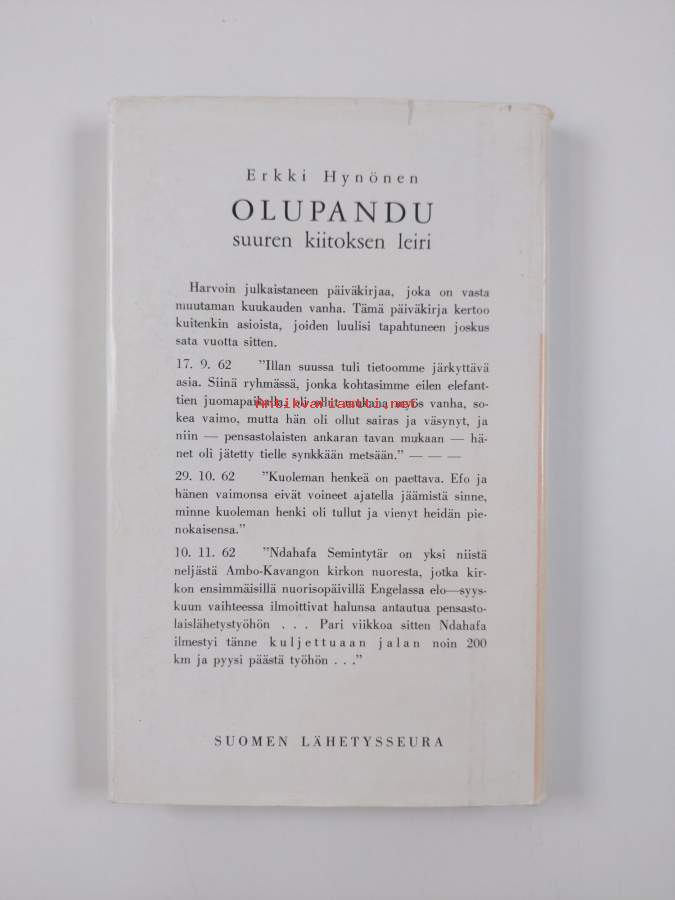 Erkki Hynönen
OLUPANDU
suuren kiitoksen leiri
Harvoin julkaistaneen päiväkirjaa, joka on vasta
muutaman kuukauden vanha. Tämä päiväkirja kertoo
kuitenkin asioista, joiden luulisi tapahtuneen joskus
sata vuotta sitten.
17. 9. 62 "Illan suussa tuli tietoomme järkyttävä
asia. Siinä ryhmässä, jonka kohtasimme eilen elefant-
tien juomapaikalla, oli ollut mukana myös vanha, so-
Antikvariaatti.net
kea vaimo, mutta hän oli ollut sairas ja väsynyt, ja
niin — pensastolaisten ankaran tavan mukaan — hä-
net oli jätetty tielle synkkään metsään." — — —
29. 10. 62 "Kuoleman henkeä on paettava. Efo ja
hänen vaimonsa eivät voineet ajatella jäämistä sinne,
minne kuoleman henki oli tullut ja vienyt heidän pie-
nokaisensa."
10. 11. 62 "Ndahafa Semintytär on yksi niistä
neljästä Ambo-Kavangon kirkon nuoresta, jotka kir-
kon ensimmäisillä nuorisopäivillä Engelassa elo—syys-
kuun vaihteessa ilmoittivat halunsa antautua pensasto-
laislähetystyöhön . . . Pari viikkoa sitten Ndahafa
ilmestyi tänne kuljettuaan jalan noin 200
km ja pyysi päästä työhön . . ."
SUOMEN LÄHETYSSEURA